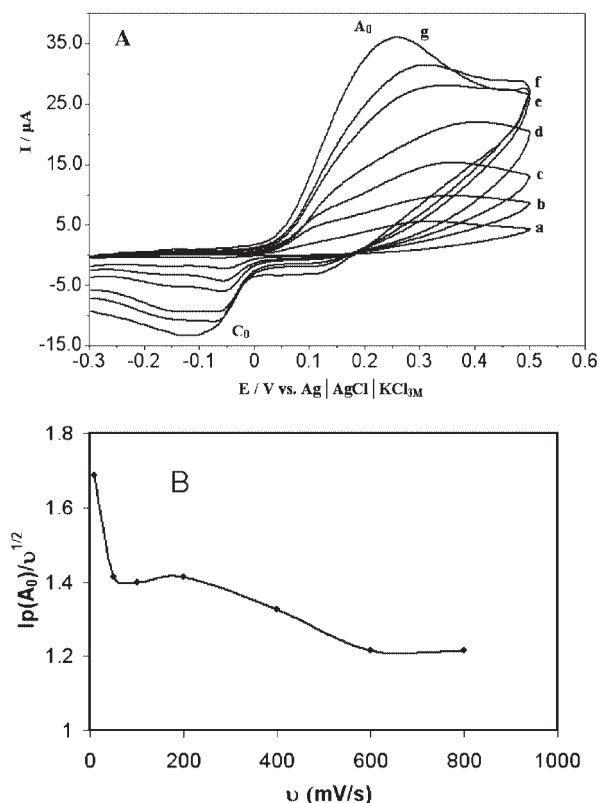 A
A₀
g
35.0
25.0
15.0
5.0
-5.0
-15.0
I / µA
f
e
d
c
b
a
C₀
-0.3 -0.2 -0.1 0 0.1 0.2 0.3 0.4 0.5 0.6
E / V vs. Ag | AgCl | KCl₃M
B
1.8
1.6
1.4
1.2
1
Ip(A₀)/υ^1/2
0 200 400 600 800 1000
υ (mV/s)